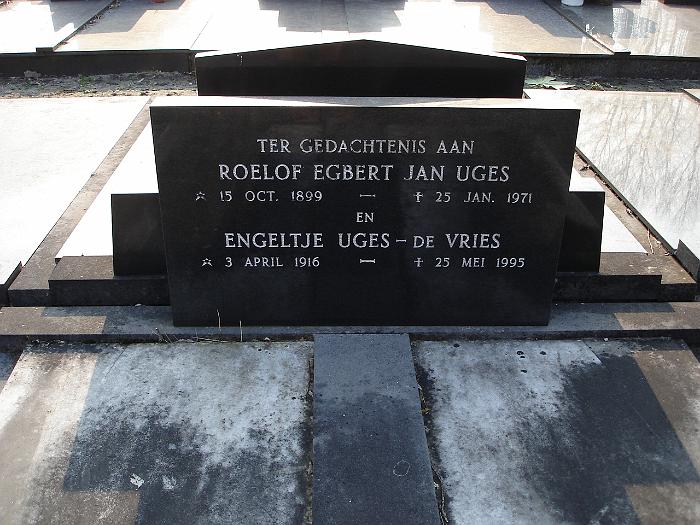 TER GEDACHTENIS AAN
ROELOF EGBERT JAN UGES
☆ 15 OCT. 1899 — ✝ 25 JAN. 1971
EN
ENGELTJE UGES – DE VRIES
☆ 3 APRIL 1916 — ✝ 25 MEI 1995